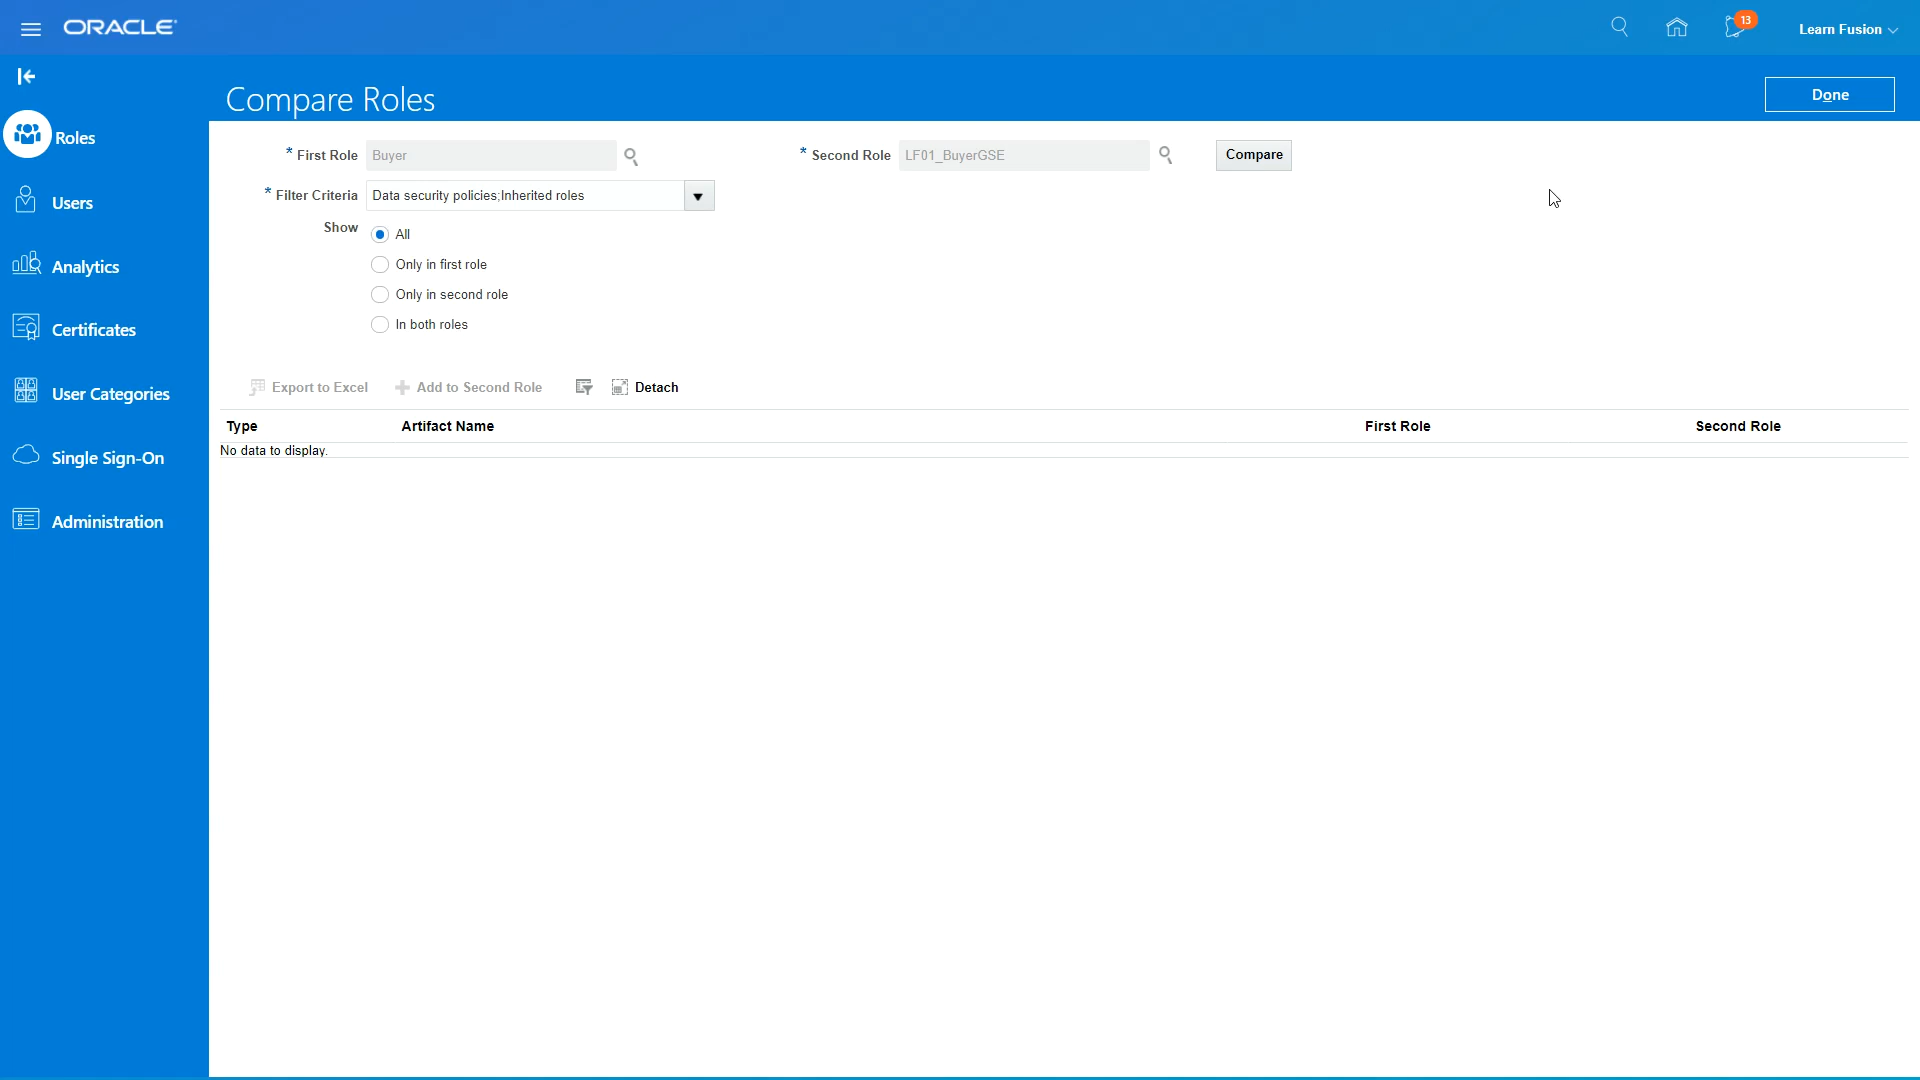 ORACLE
13
Learn Fusion
Compare Roles
Done
Roles
Users
Analytics
Certificates
User Categories
Single Sign-On
Administration
* First Role Buyer
* Second Role LF01_BuyerGSE
Compare
* Filter Criteria Data security policies;Inherited roles
Show
All
Only in first role
Only in second role
In both roles
Export to Excel Add to Second Role Detach
Type Artifact Name First Role Second Role
No data to display.